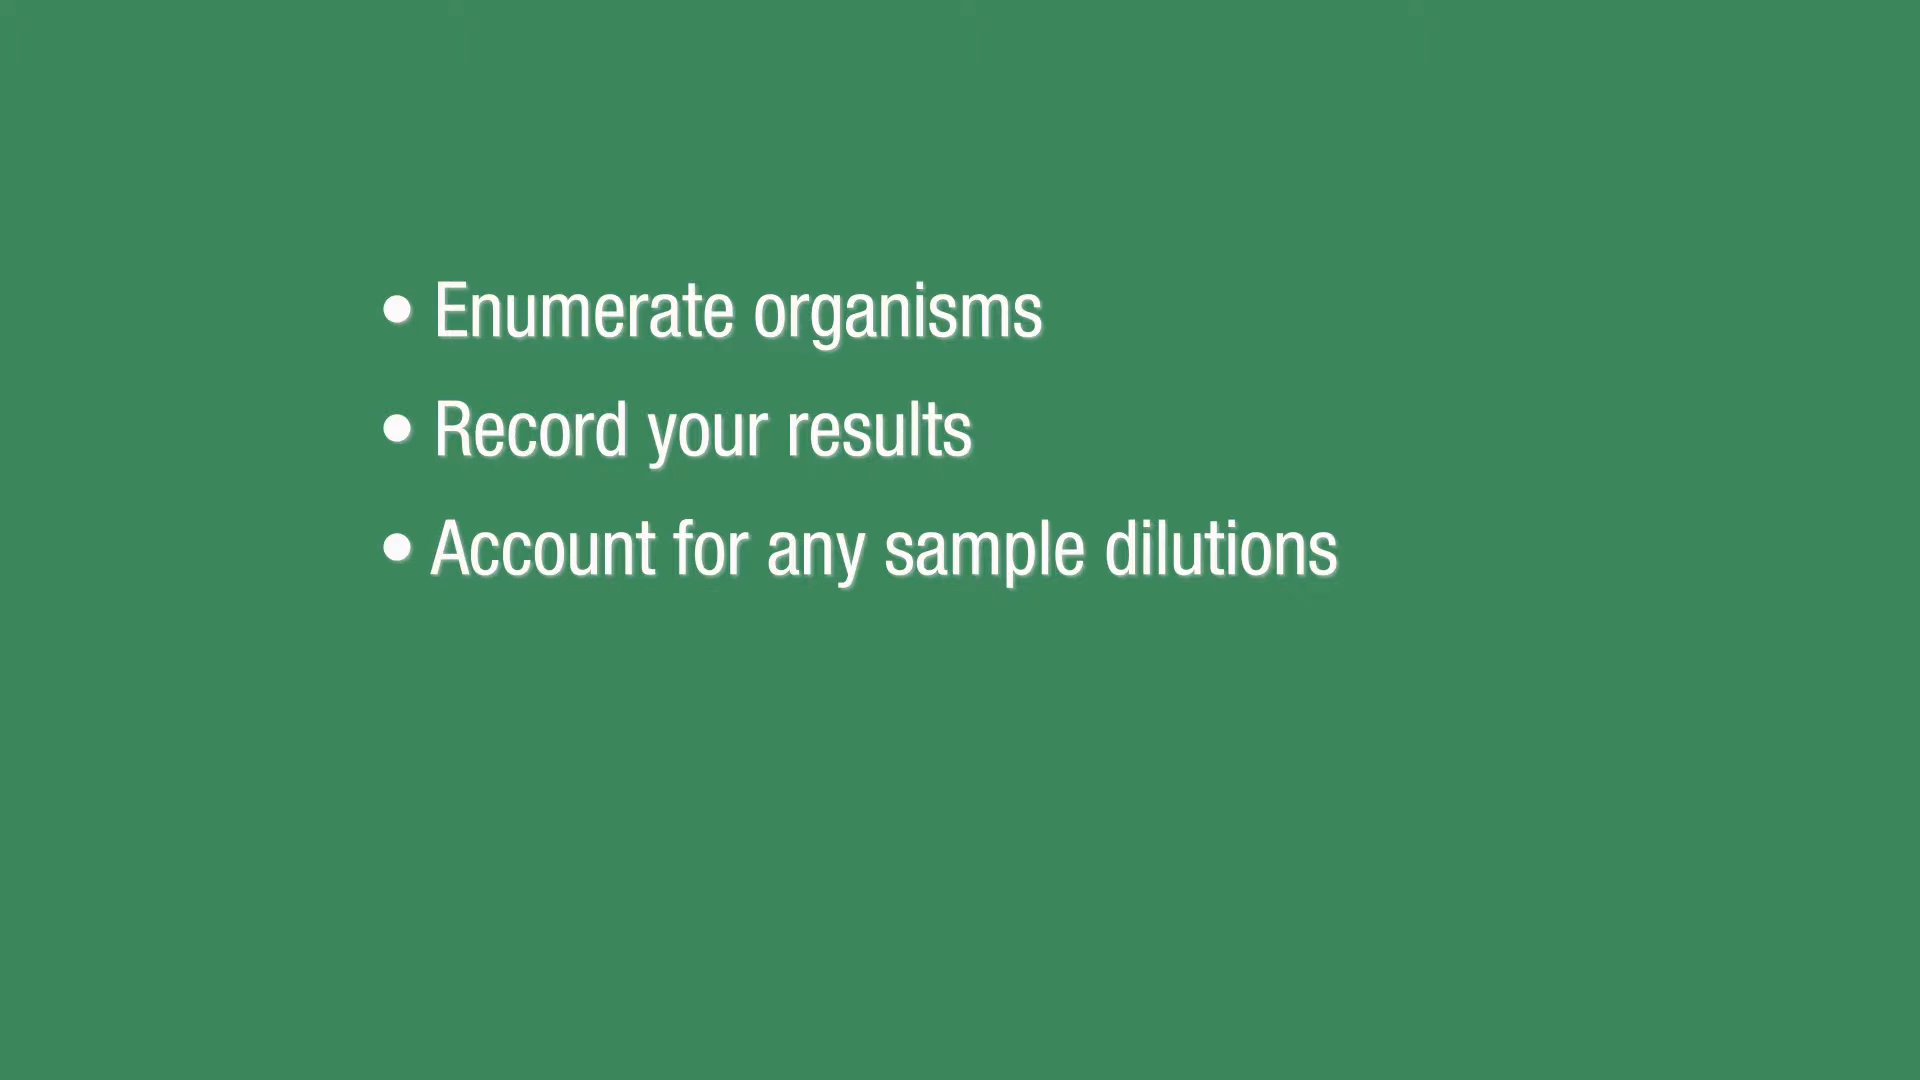 • Enumerate organisms
• Record your results
• Account for any sample dilutions